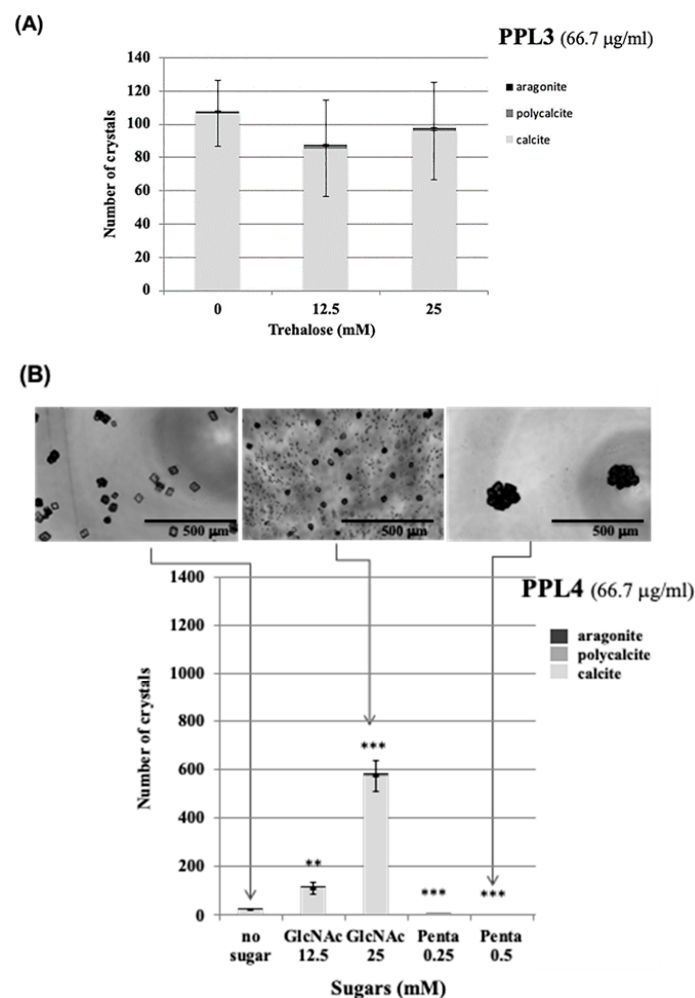 (A)
PPL3 (66.7 μg/ml)
140
120
100
80
60
40
20
0
Number of crystals
aragonite
polycalcite
calcite
0 12.5 25
Trehalose (mM)
(B)
500 μm 500 μm 500 μm
PPL4 (66.7 μg/ml)
1400
1200
1000
800
600
400
200
0
Number of crystals
aragonite
polycalcite
calcite
***
**
*** ***
no GlcNAc GlcNAc Penta Penta
sugar 12.5 25 0.25 0.5
Sugars (mM)